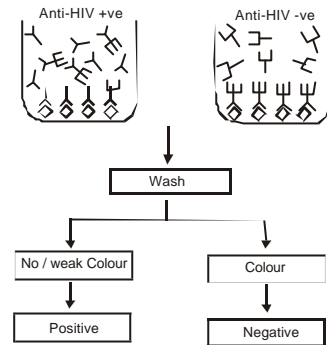 Anti-HIV +ve
Anti-HIV -ve
Wash
No / weak Colour
Colour
Positive
Negative